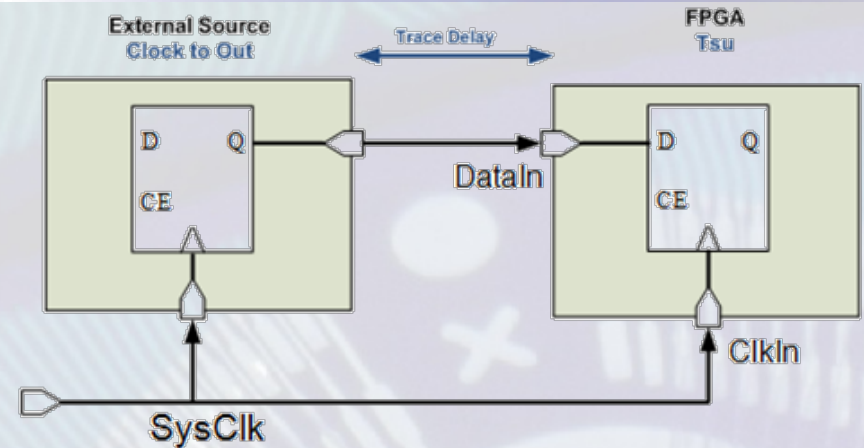 External Source
Clock to Out
Trace Delay
FPGA
Tsu
D Q
CE
DataIn
D Q
CE
ClkIn
SysClk